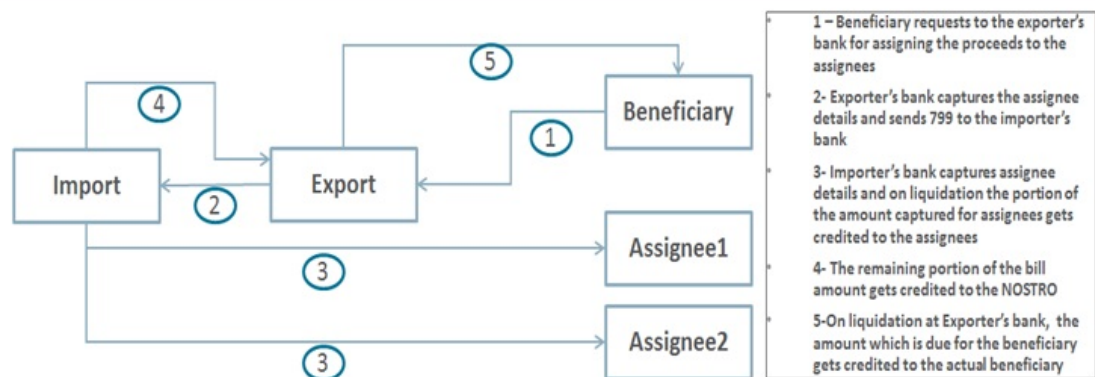 5
4
Beneficiary
1
Import
Export
2
Assignee1
3
Assignee2
3
1 – Beneficiary requests to the exporter's
bank for assigning the proceeds to the
assignees
2- Exporter's bank captures the assignee
details and sends 799 to the importer's
bank
3- Importer's bank captures assignee
details and on liquidation the portion of
the amount captured for assignees gets
credited to the assignees
4- The remaining portion of the bill
amount gets credited to the NOSTRO
5-On liquidation at Exporter's bank, the
amount which is due for the beneficiary
gets credited to the actual beneficiary